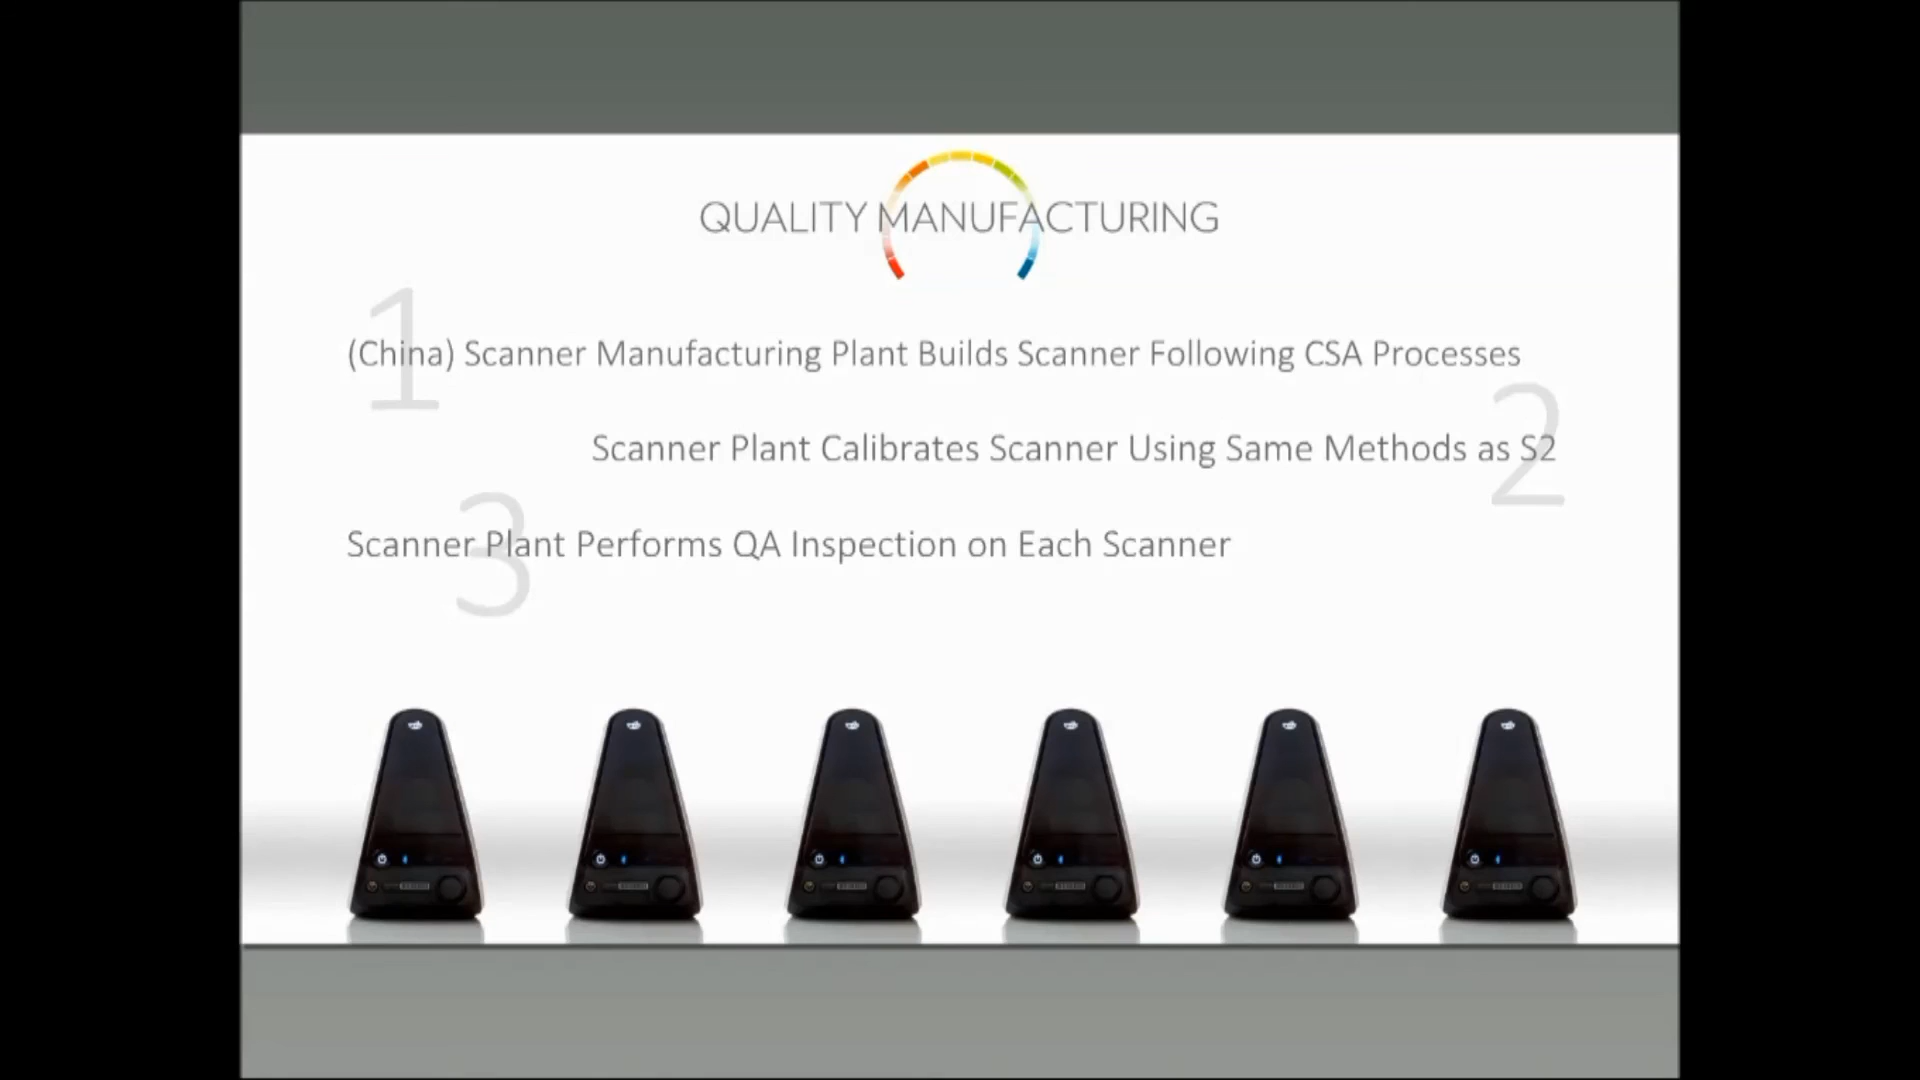 QUALITY MANUFACTURING
1
(China) Scanner Manufacturing Plant Builds Scanner Following CSA Processes
2
Scanner Plant Calibrates Scanner Using Same Methods as S2
3
Scanner Plant Performs QA Inspection on Each Scanner